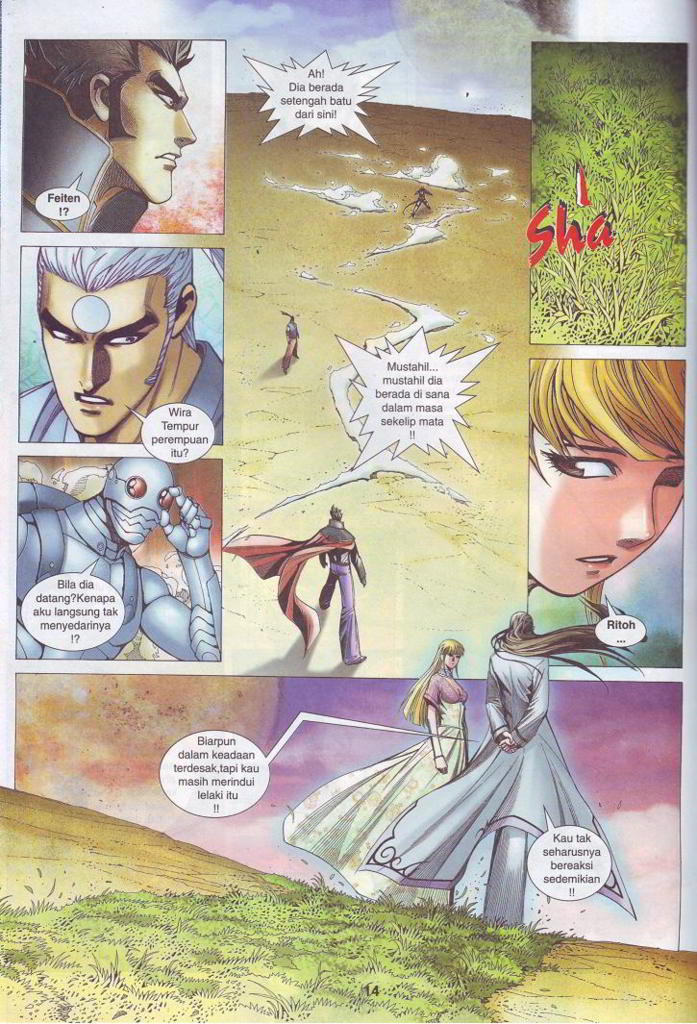 Feiten
!?
Ah!
Dia berada
setengah batu
dari sini!
Sha
Wira
Tempur
perempuan
itu?
Mustahil...
mustahil dia
berada di sana
dalam masa
sekelip mata
!!
Bila dia
datang?Kenapa
aku langsung tak
menyedarinya
!?
Ritoh
...
Biarpun
dalam keadaan
terdesak,tapi kau
masih merindui
lelaki itu
!!
Kau tak
seharusnya
bereaksi
sedemikian
!!
14